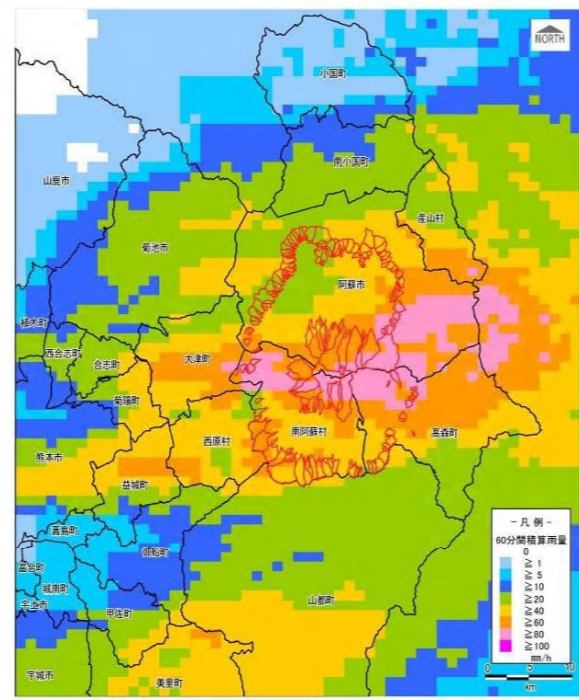 NORTH
小国町
南小国町
山鹿市
産山村
菊池市
阿蘇市
植木町
西合志町
合志町
大津町
菊陽町
南阿蘇村
高森町
西原村
熊本市
益城町
嘉島町
御船町
富合町
城南町
宇土市
甲佐町
山都町
宇城市
美里町
-凡例-
60分間積算雨量
0
≧1
≧5
≧10
≧20
≧40
≧60
≧80
≧100
mm/h
0 5 10
km